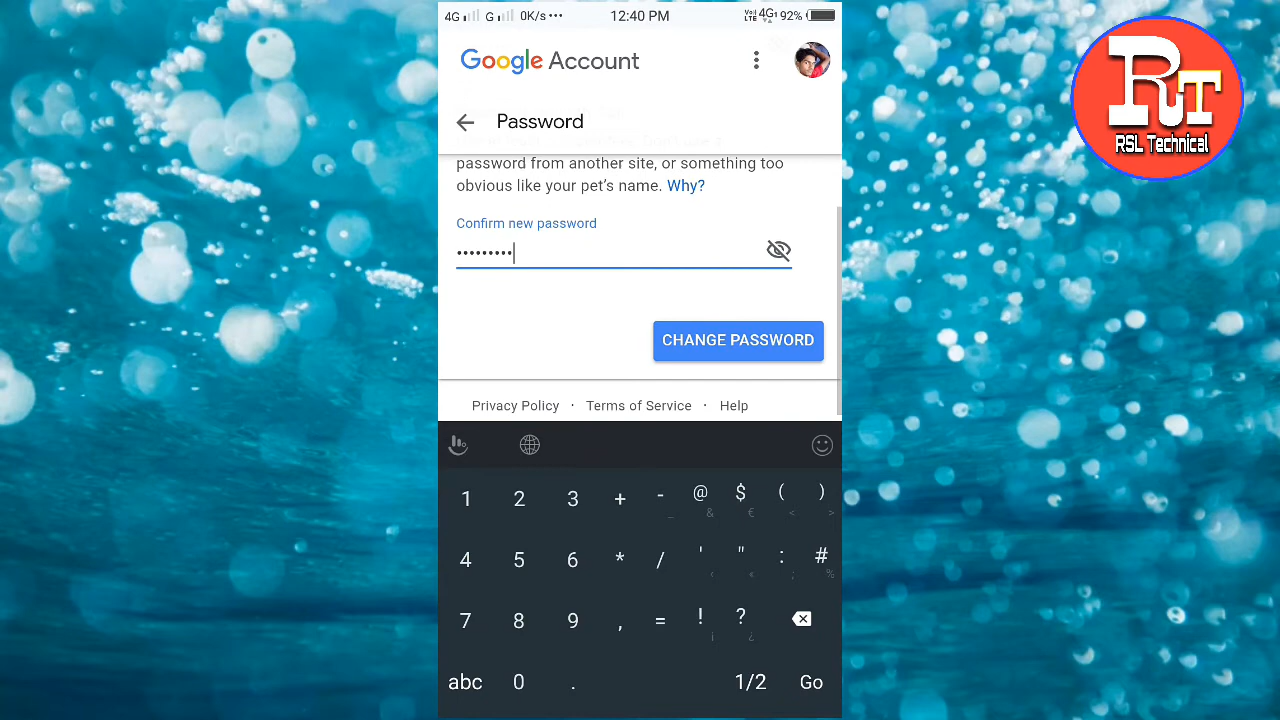 4G G 0K/s ••• 12:40 PM VoLTE 4G 92%
Google Account
RT
RSL Technical
Password
password from another site, or something too
obvious like your pet's name. Why?
Confirm new password
•••••••••
CHANGE PASSWORD
Privacy Policy · Terms of Service · Help
1 2 3 + - @ $ ( )
_ & € < >
4 5 6 * / ' " : #
‹ « ; %
7 8 9 , = ! ?
¡ ¿
abc 0 . 1/2 Go